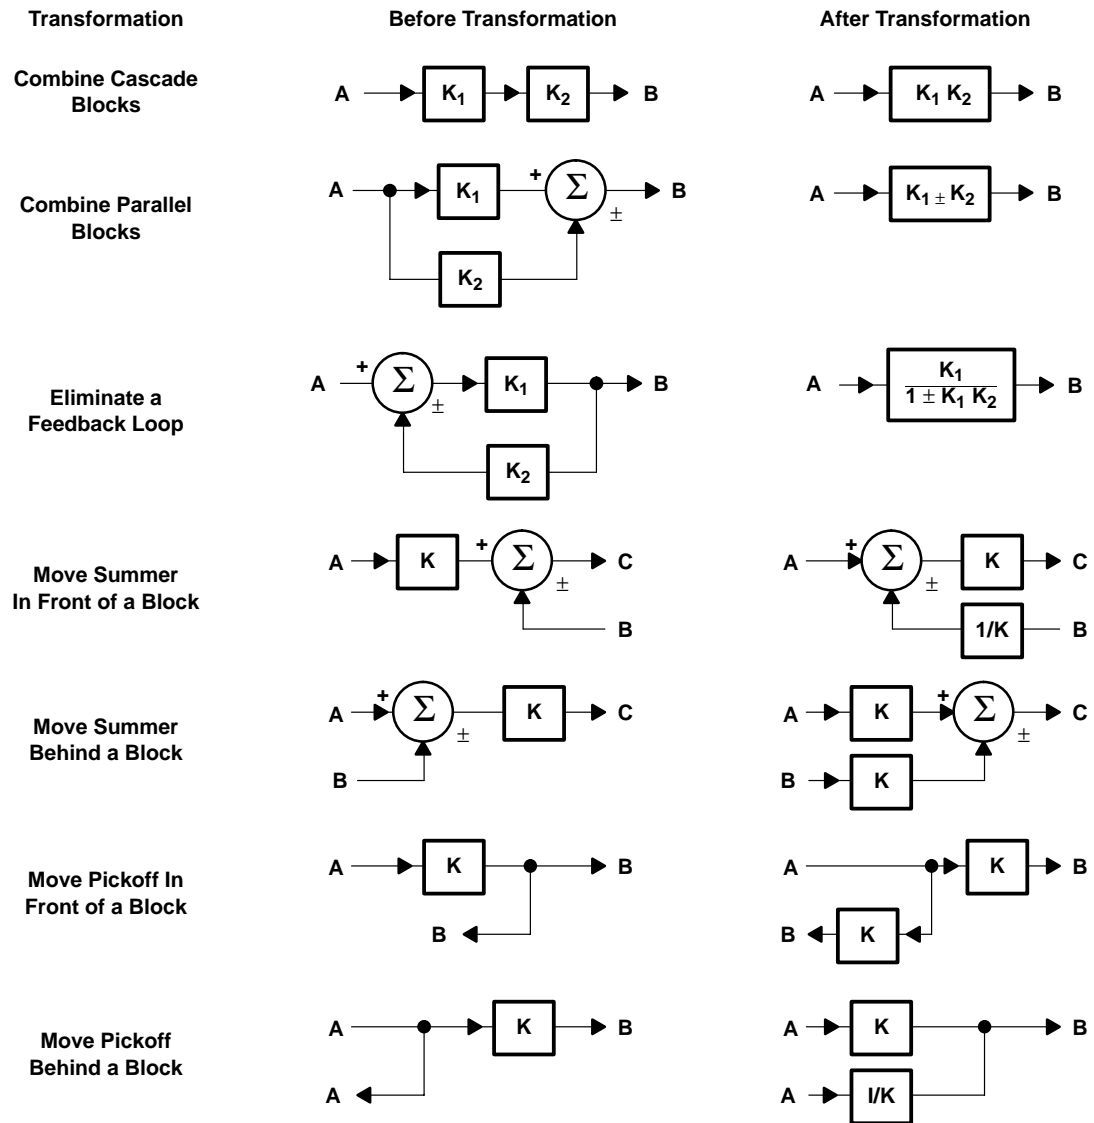 Transformation Before Transformation After Transformation
Combine Cascade
Blocks
A K1 K2 B
A K1 K2 B
Combine Parallel
Blocks
A K1 + Σ ± B
K2
A K1 ± K2 B
Eliminate a
Feedback Loop
A + Σ ± K1 B
K2
A K1 B
1 ± K1 K2
Move Summer
In Front of a Block
A K + Σ ± C
B
A + Σ ± K C
1/K B
Move Summer
Behind a Block
A + Σ ± K C
B
A K + Σ ± C
B K
Move Pickoff In
Front of a Block
A K B
B
A K B
B K
Move Pickoff
Behind a Block
A K B
A
A K B
A I/K